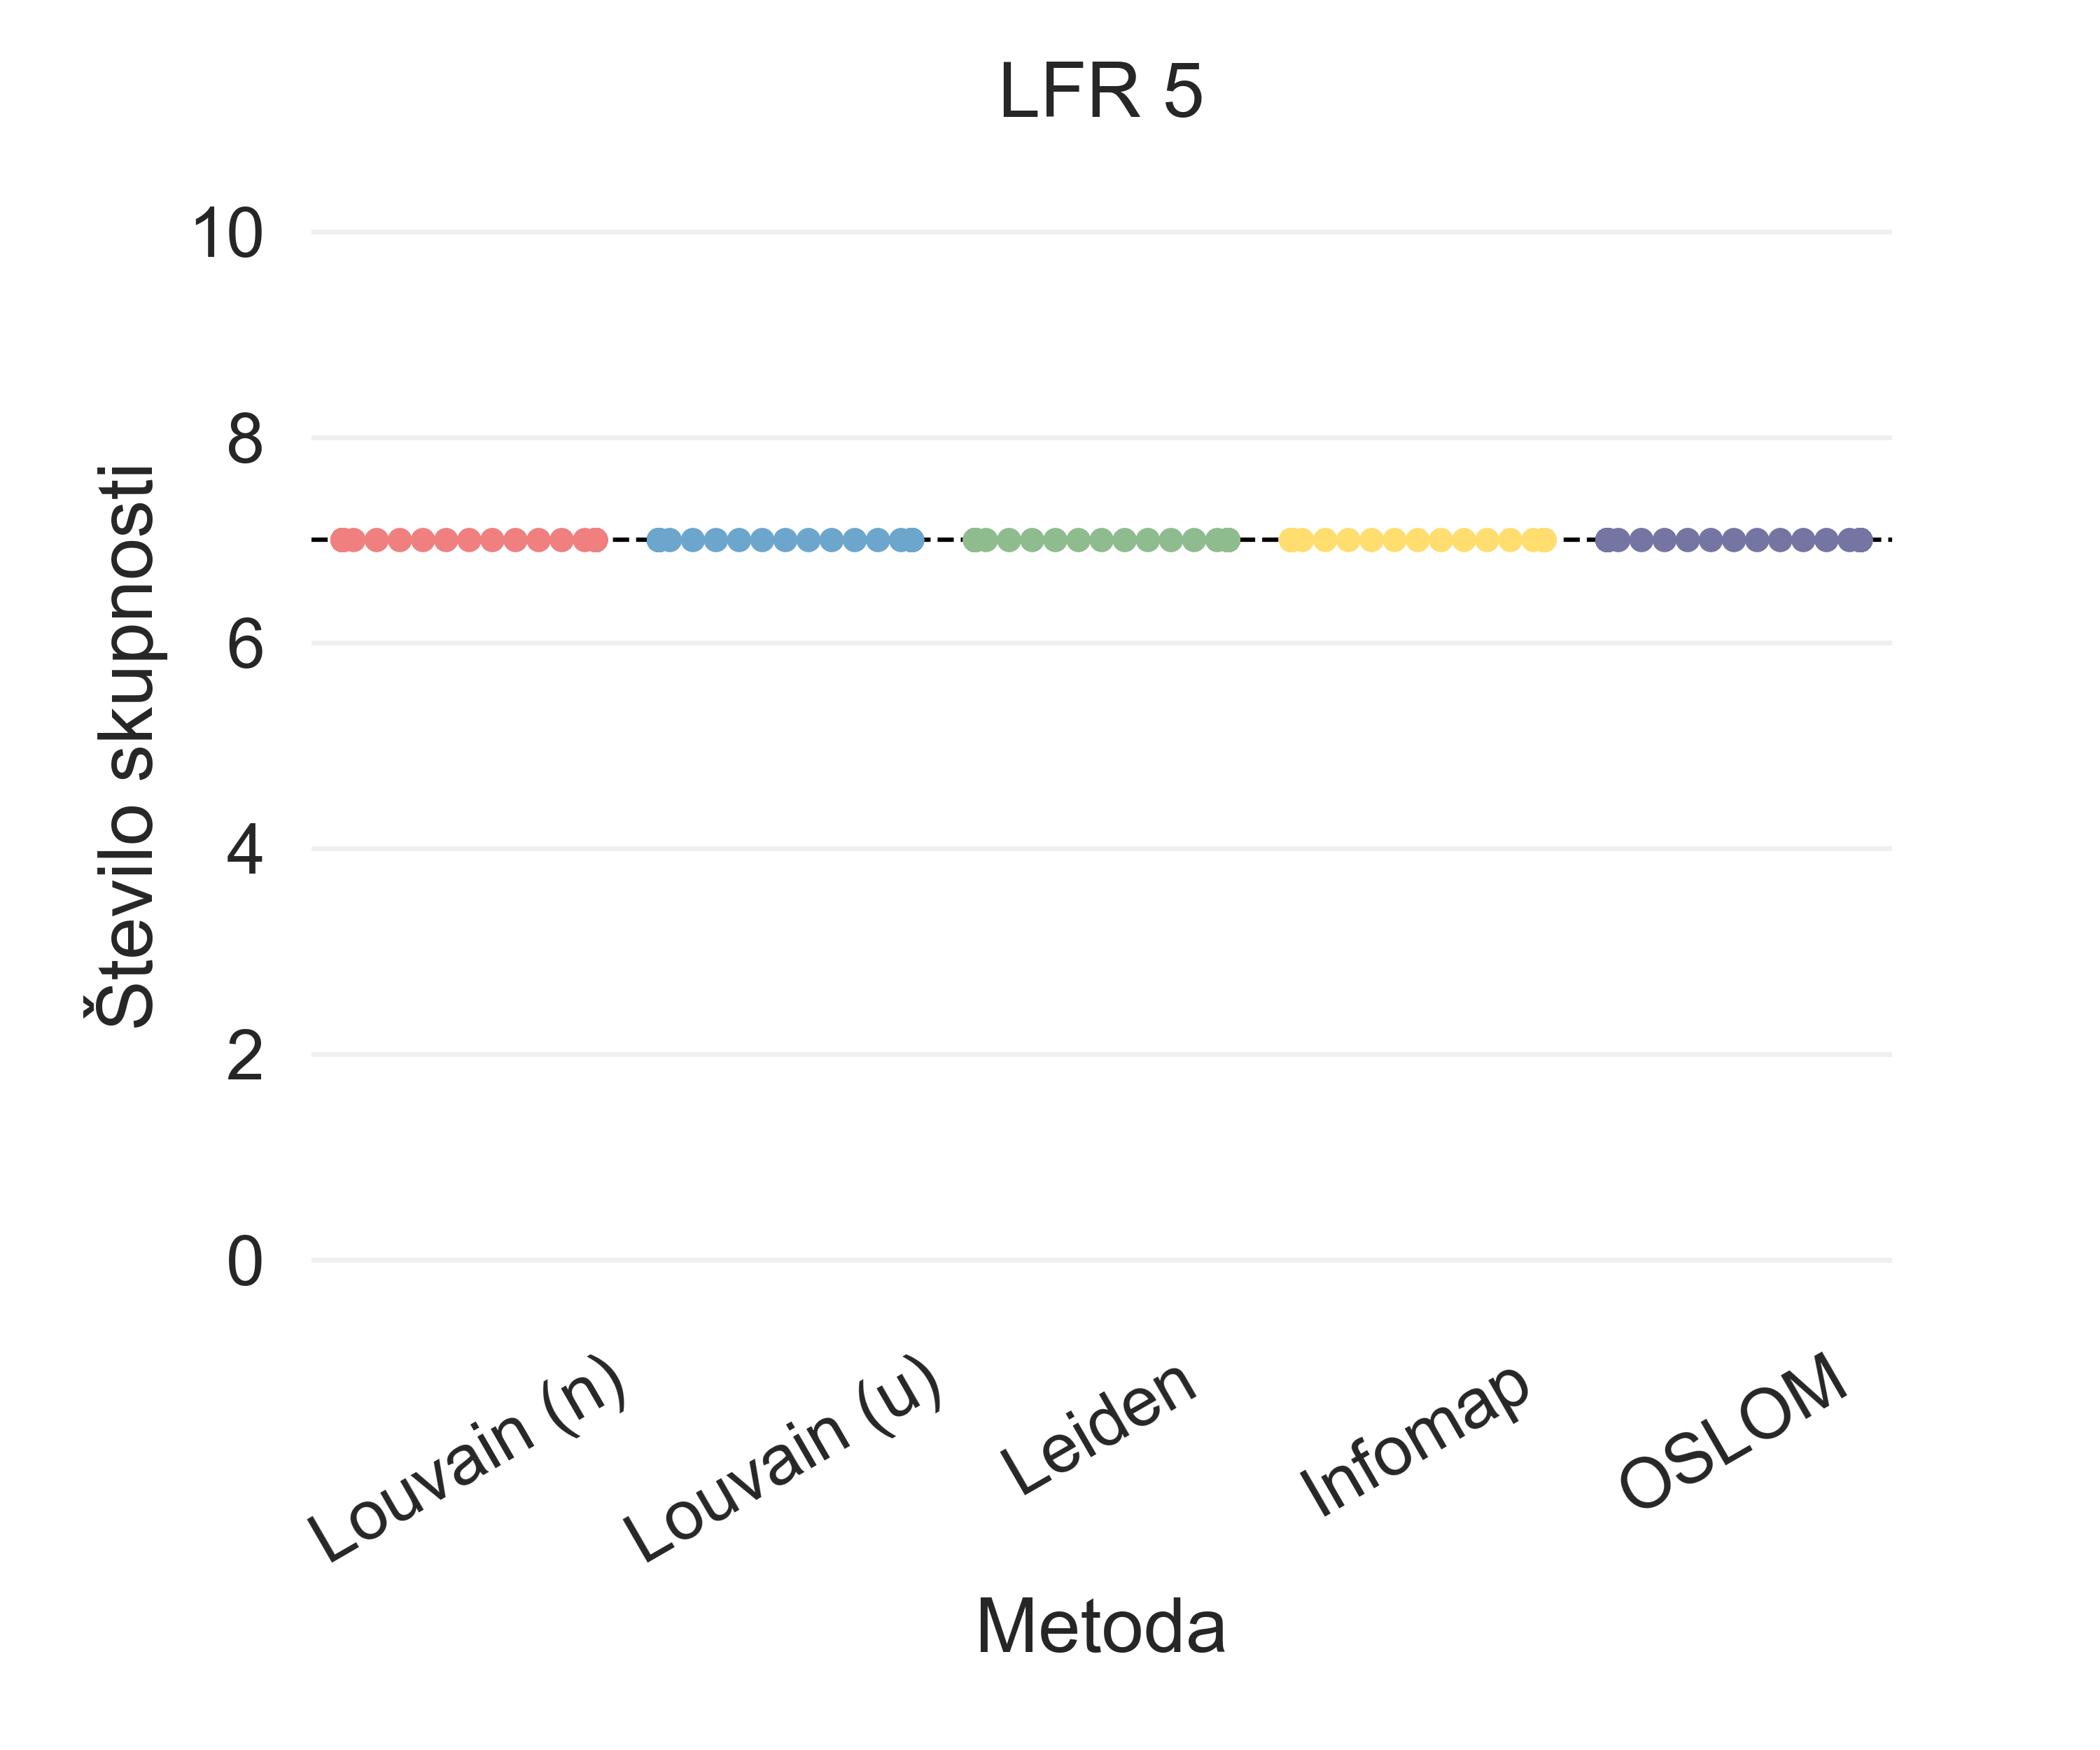 LFR 5
10
8
6
4
2
0
Število skupnosti
Louvain (n)
Louvain (u)
Leiden
Infomap
OSLOM
Metoda